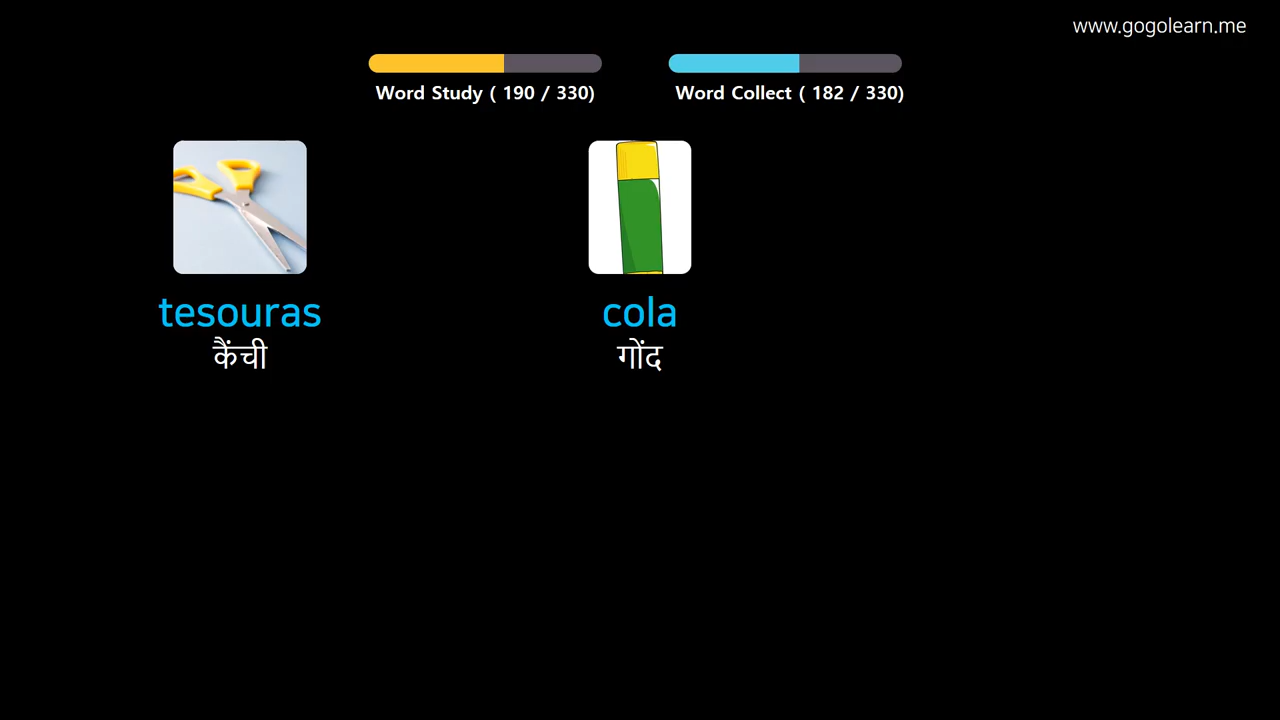 www.gogolearn.me
Word Study ( 190 / 330)
Word Collect ( 182 / 330)
tesouras
कैंची
cola
गोंद